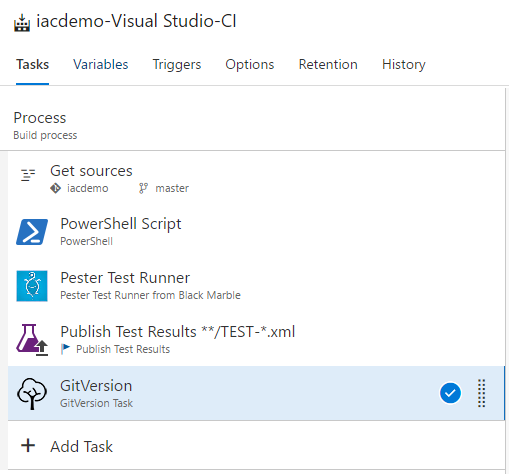 iacdemo-Visual Studio-CI
Tasks Variables Triggers Options Retention History
Process
Build process
Get sources
iacdemo master
PowerShell Script
PowerShell
Pester Test Runner
Pester Test Runner from Black Marble
Publish Test Results **/TEST-*.xml
Publish Test Results
GitVersion
GitVersion Task
+ Add Task